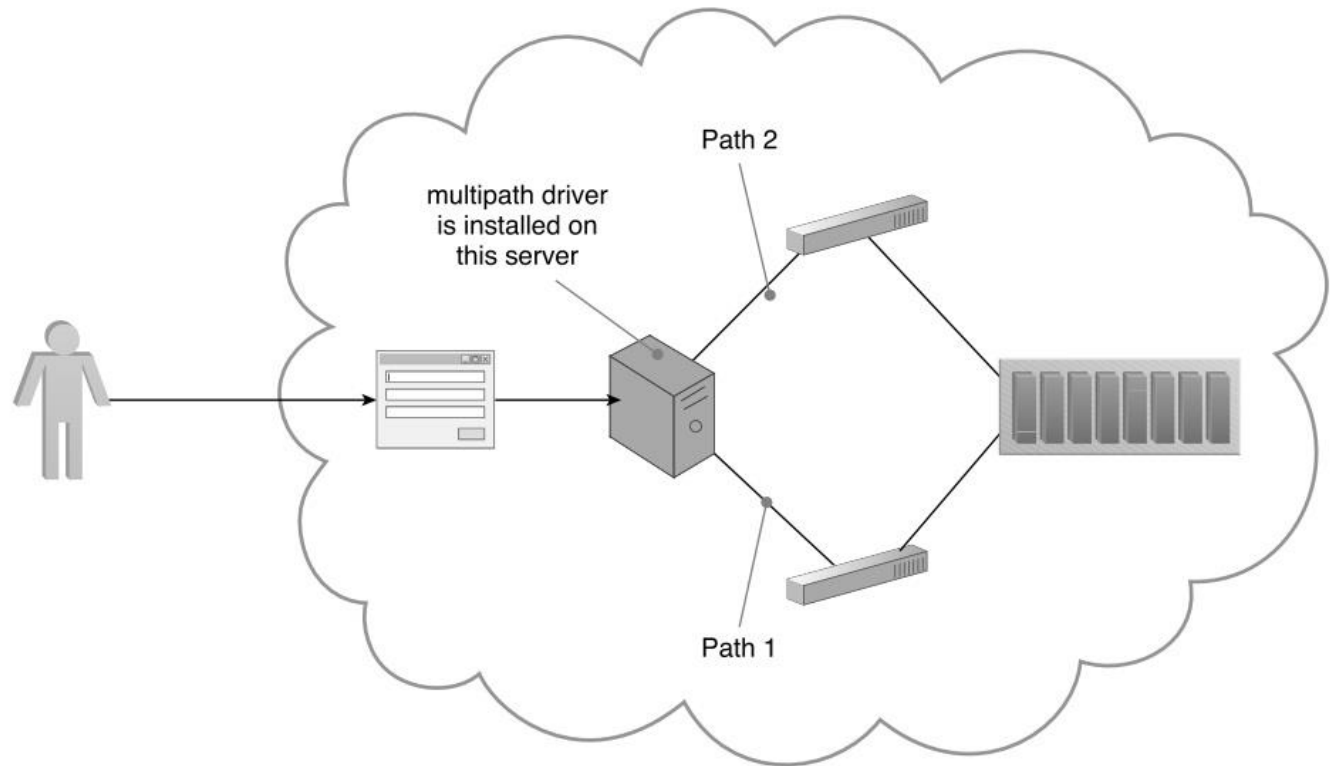 Path 2
multipath driver
is installed on
this server
Path 1